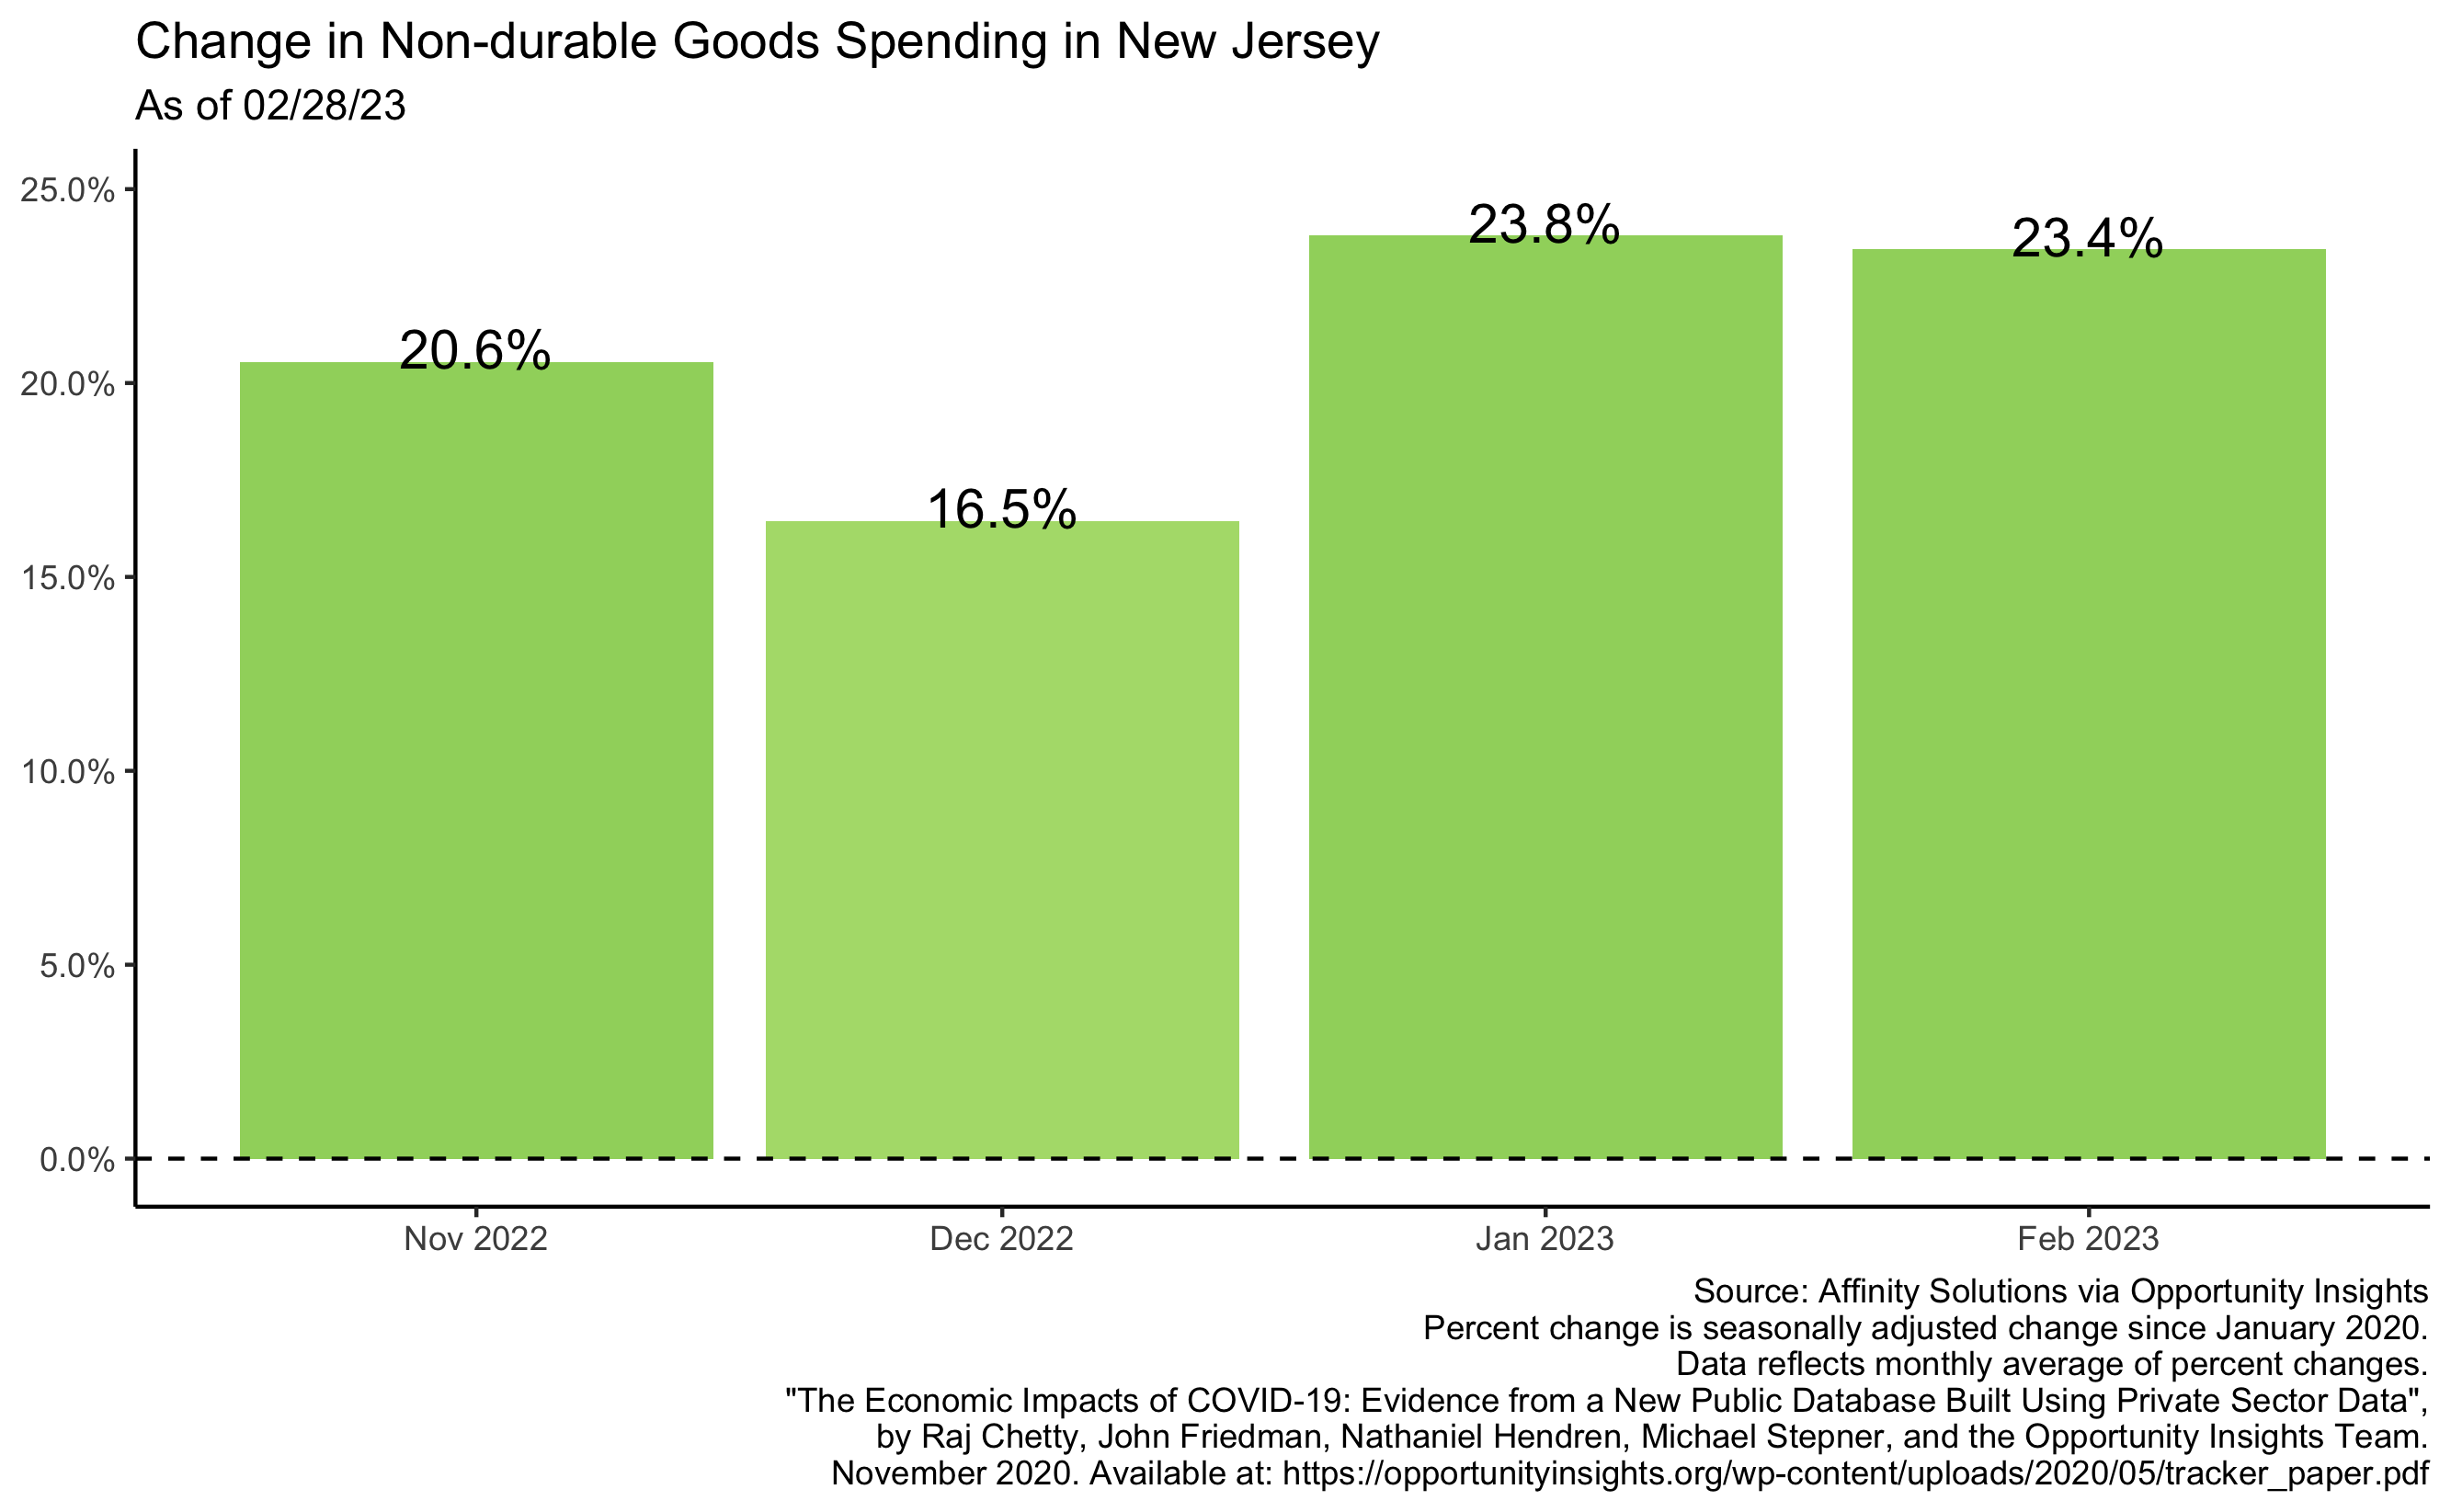 Change in Non-durable Goods Spending in New Jersey
As of 02/28/23
25.0%
20.0%
15.0%
10.0%
5.0%
0.0%
20.6%
16.5%
23.8%
23.4%
Nov 2022
Dec 2022
Jan 2023
Feb 2023
Source: Affinity Solutions via Opportunity Insights
Percent change is seasonally adjusted change since January 2020.
Data reflects monthly average of percent changes.
"The Economic Impacts of COVID-19: Evidence from a New Public Database Built Using Private Sector Data",
by Raj Chetty, John Friedman, Nathaniel Hendren, Michael Stepner, and the Opportunity Insights Team.
November 2020. Available at: https://opportunityinsights.org/wp-content/uploads/2020/05/tracker_paper.pdf